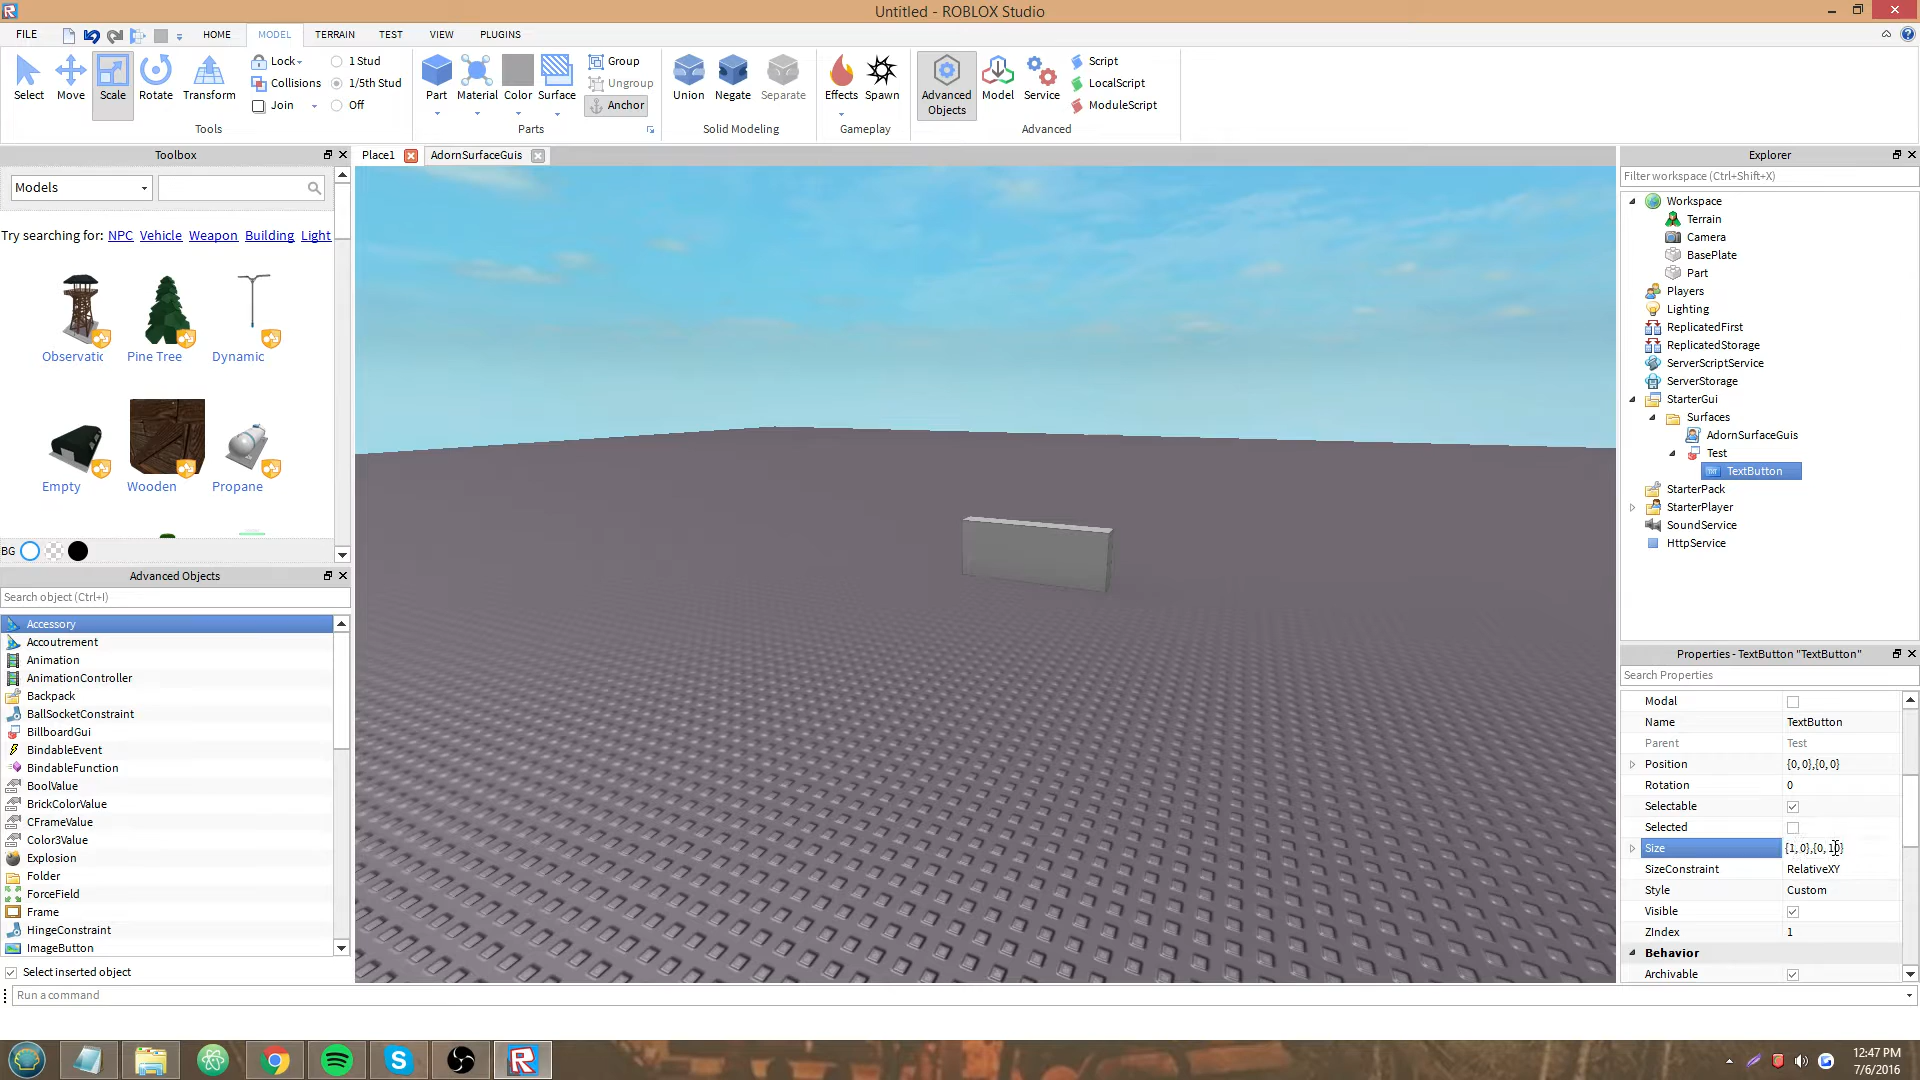 Untitled - ROBLOX Studio
FILE
HOME
MODEL
TERRAIN
TEST
VIEW
PLUGINS
Select
Move
Scale
Rotate
Transform
Lock
Collisions
Join
1 Stud
1/5th Stud
Off
Tools
Part
Material
Color
Surface
Group
Ungroup
Anchor
Parts
Union
Negate
Separate
Solid Modeling
Effects
Spawn
Gameplay
Advanced
Objects
Model
Service
Script
LocalScript
ModuleScript
Advanced
Toolbox
Models
Try searching for: NPC Vehicle Weapon Building Light
Observatic
Pine Tree
Dynamic
Empty
Wooden
Propane
BG
Advanced Objects
Search object (Ctrl+I)
Accessory
Accoutrement
Animation
AnimationController
Backpack
BallSocketConstraint
BillboardGui
BindableEvent
BindableFunction
BoolValue
BrickColorValue
CFrameValue
Color3Value
Explosion
Folder
ForceField
Frame
HingeConstraint
ImageButton
Select inserted object
Place1
AdornSurfaceGuis
Explorer
Filter workspace (Ctrl+Shift+X)
Workspace
Terrain
Camera
BasePlate
Part
Players
Lighting
ReplicatedFirst
ReplicatedStorage
ServerScriptService
ServerStorage
StarterGui
Surfaces
AdornSurfaceGuis
Test
TextButton
StarterPack
StarterPlayer
SoundService
HttpService
Properties - TextButton "TextButton"
Search Properties
Modal
Name TextButton
Parent Test
Position {0, 0},{0, 0}
Rotation 0
Selectable
Selected
Size {1, 0},{0, 10}
SizeConstraint RelativeXY
Style Custom
Visible
ZIndex 1
Behavior
Archivable
Run a command
12:47 PM
7/6/2016